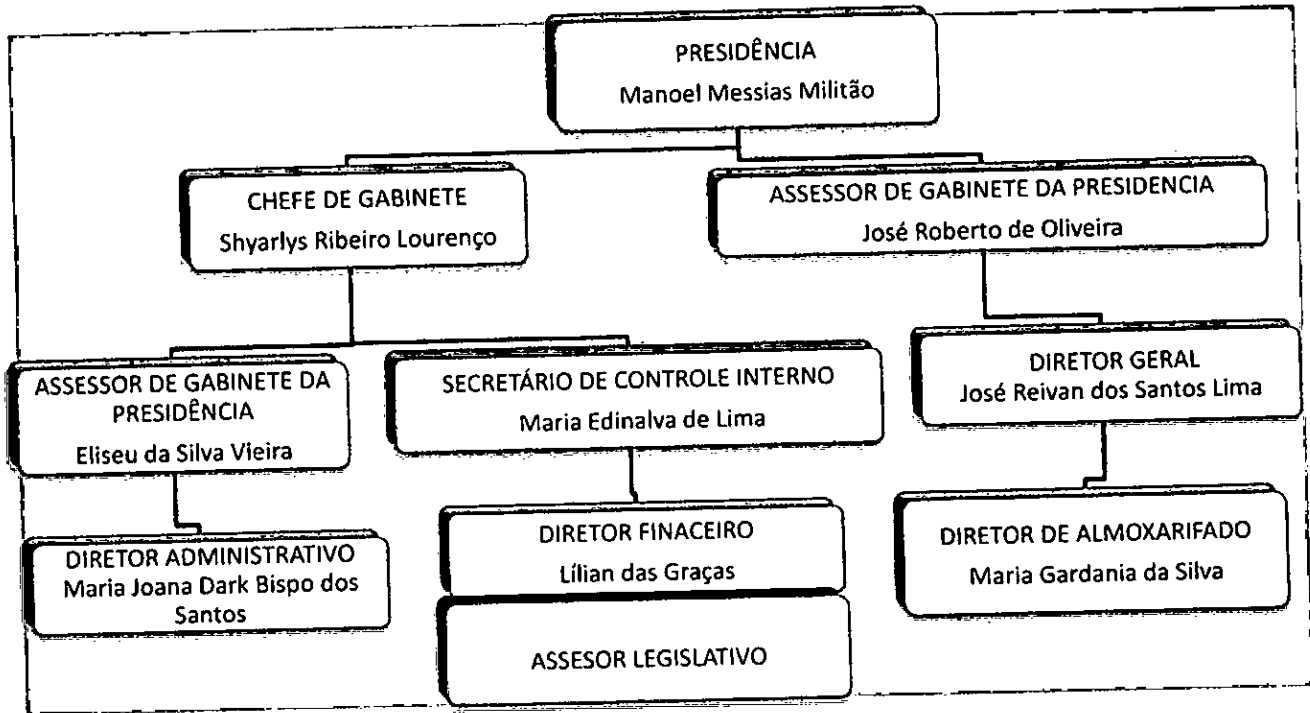 PRESIDÊNCIA
Manoel Messias Militão
CHEFE DE GABINETE
Shyarlys Ribeiro Lourenço
ASSESSOR DE GABINETE DA PRESIDENCIA
José Roberto de Oliveira
ASSESSOR DE GABINETE DA
PRESIDÊNCIA
Eliseu da Silva Vieira
SECRETÁRIO DE CONTROLE INTERNO
Maria Edinalva de Lima
DIRETOR GERAL
José Reivan dos Santos Lima
DIRETOR ADMINISTRATIVO
Maria Joana Dark Bispo dos
Santos
DIRETOR FINACEIRO
Lílian das Graças
DIRETOR DE ALMOXARIFADO
Maria Gardania da Silva
ASSESOR LEGISLATIVO